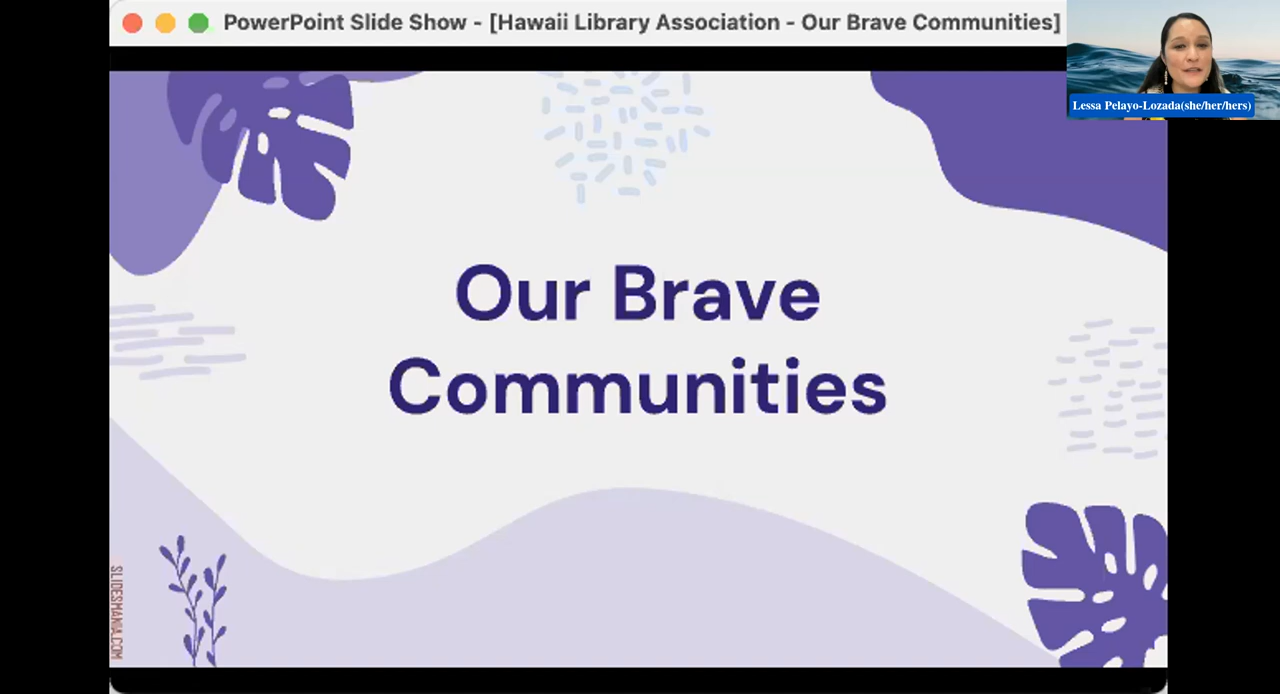 PowerPoint Slide Show - [Hawaii Library Association - Our Brave Communities]
Lessa Pelayo-Lozada(she/her/hers)
Our Brave
Communities
SLIDESMANIA.COM